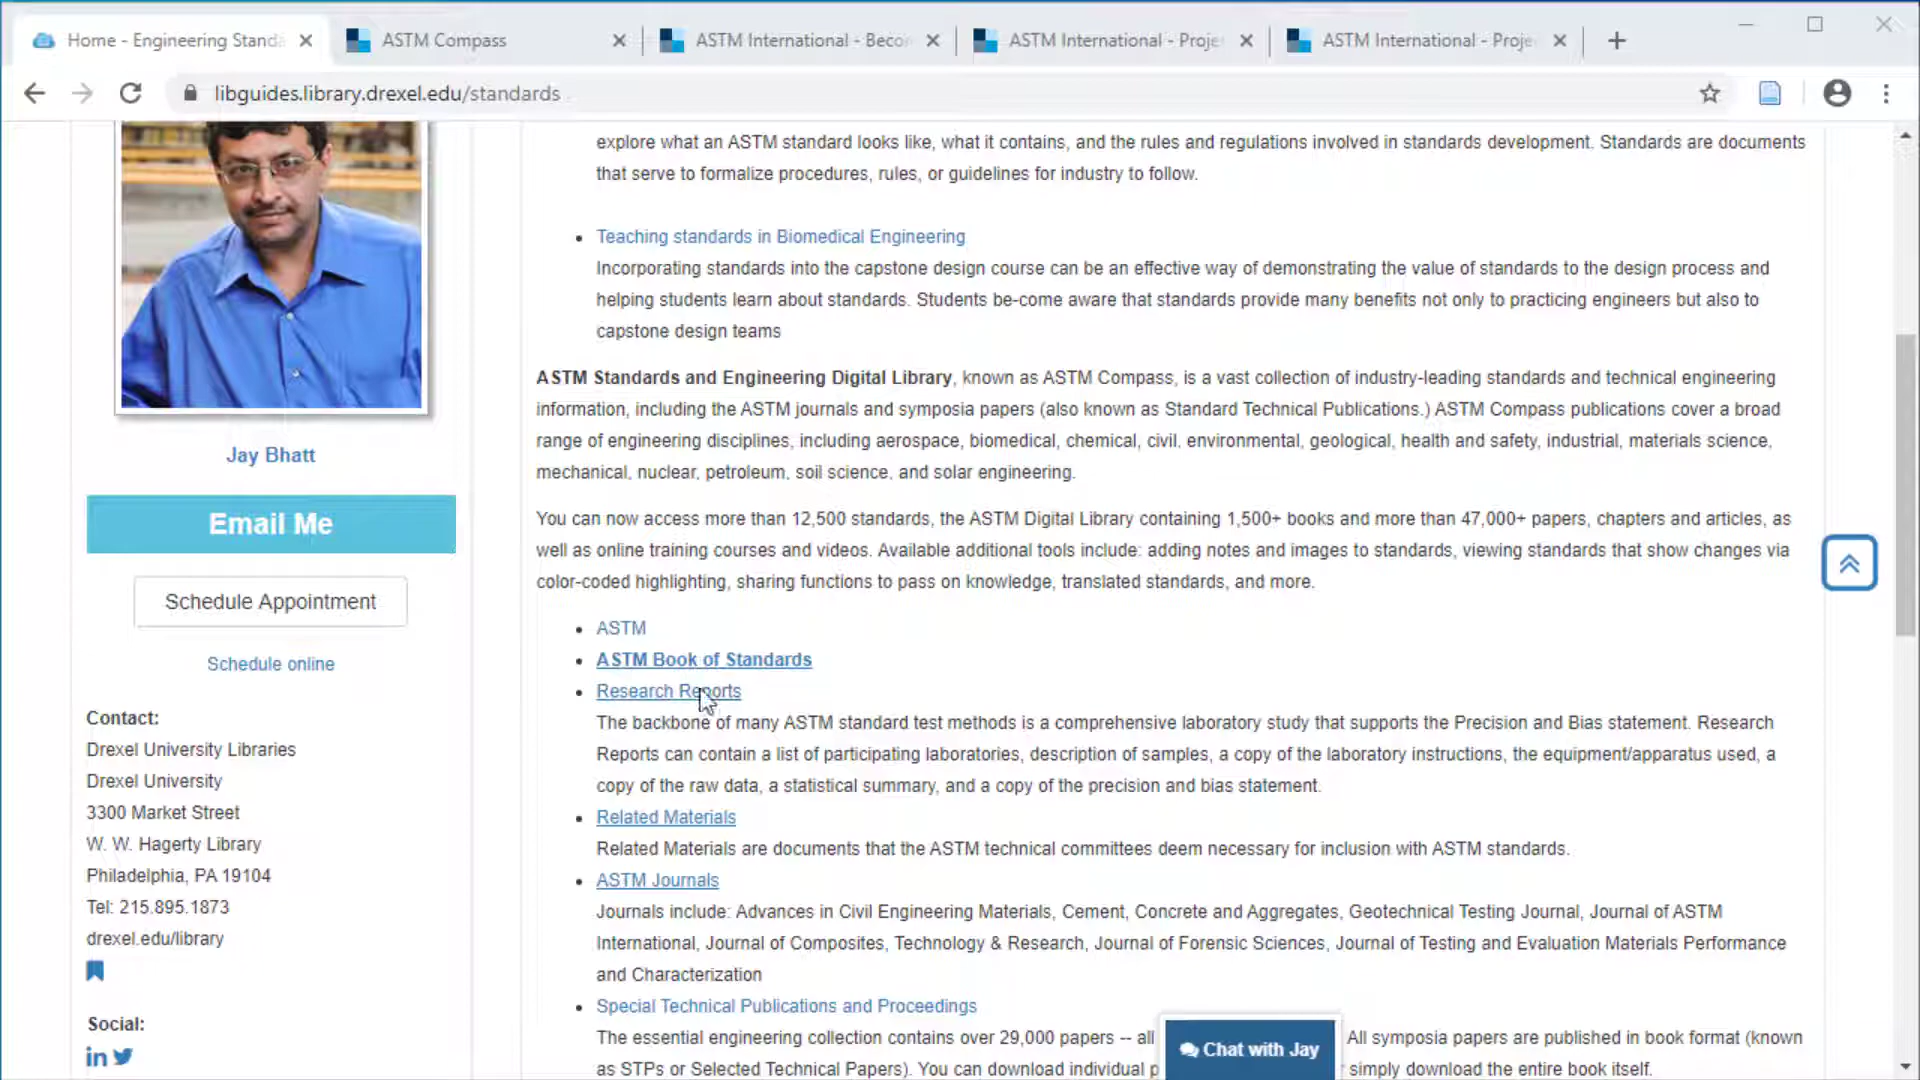 Home - Engineering Standa
ASTM Compass
ASTM International - Beco
ASTM International - Proje
ASTM International - Proje
libguides.library.drexel.edu/standards
Jay Bhatt
Email Me
Schedule Appointment
Schedule online
Contact:
Drexel University Libraries
Drexel University
3300 Market Street
W. W. Hagerty Library
Philadelphia, PA 19104
Tel: 215.895.1873
drexel.edu/library
Social:
explore what an ASTM standard looks like, what it contains, and the rules and regulations involved in standards development. Standards are documents
that serve to formalize procedures, rules, or guidelines for industry to follow.
Teaching standards in Biomedical Engineering
Incorporating standards into the capstone design course can be an effective way of demonstrating the value of standards to the design process and
helping students learn about standards. Students be-come aware that standards provide many benefits not only to practicing engineers but also to
capstone design teams
ASTM Standards and Engineering Digital Library, known as ASTM Compass, is a vast collection of industry-leading standards and technical engineering
information, including the ASTM journals and symposia papers (also known as Standard Technical Publications.) ASTM Compass publications cover a broad
range of engineering disciplines, including aerospace, biomedical, chemical, civil, environmental, geological, health and safety, industrial, materials science,
mechanical, nuclear, petroleum, soil science, and solar engineering.
You can now access more than 12,500 standards, the ASTM Digital Library containing 1,500+ books and more than 47,000+ papers, chapters and articles, as
well as online training courses and videos. Available additional tools include: adding notes and images to standards, viewing standards that show changes via
color-coded highlighting, sharing functions to pass on knowledge, translated standards, and more.
ASTM
ASTM Book of Standards
Research Reports
The backbone of many ASTM standard test methods is a comprehensive laboratory study that supports the Precision and Bias statement. Research
Reports can contain a list of participating laboratories, description of samples, a copy of the laboratory instructions, the equipment/apparatus used, a
copy of the raw data, a statistical summary, and a copy of the precision and bias statement.
Related Materials
Related Materials are documents that the ASTM technical committees deem necessary for inclusion with ASTM standards.
ASTM Journals
Journals include: Advances in Civil Engineering Materials, Cement, Concrete and Aggregates, Geotechnical Testing Journal, Journal of ASTM
International, Journal of Composites, Technology & Research, Journal of Forensic Sciences, Journal of Testing and Evaluation Materials Performance
and Characterization
Special Technical Publications and Proceedings
The essential engineering collection contains over 29,000 papers -- all All symposia papers are published in book format (known
as STPs or Selected Technical Papers). You can download individual p simply download the entire book itself.
Chat with Jay